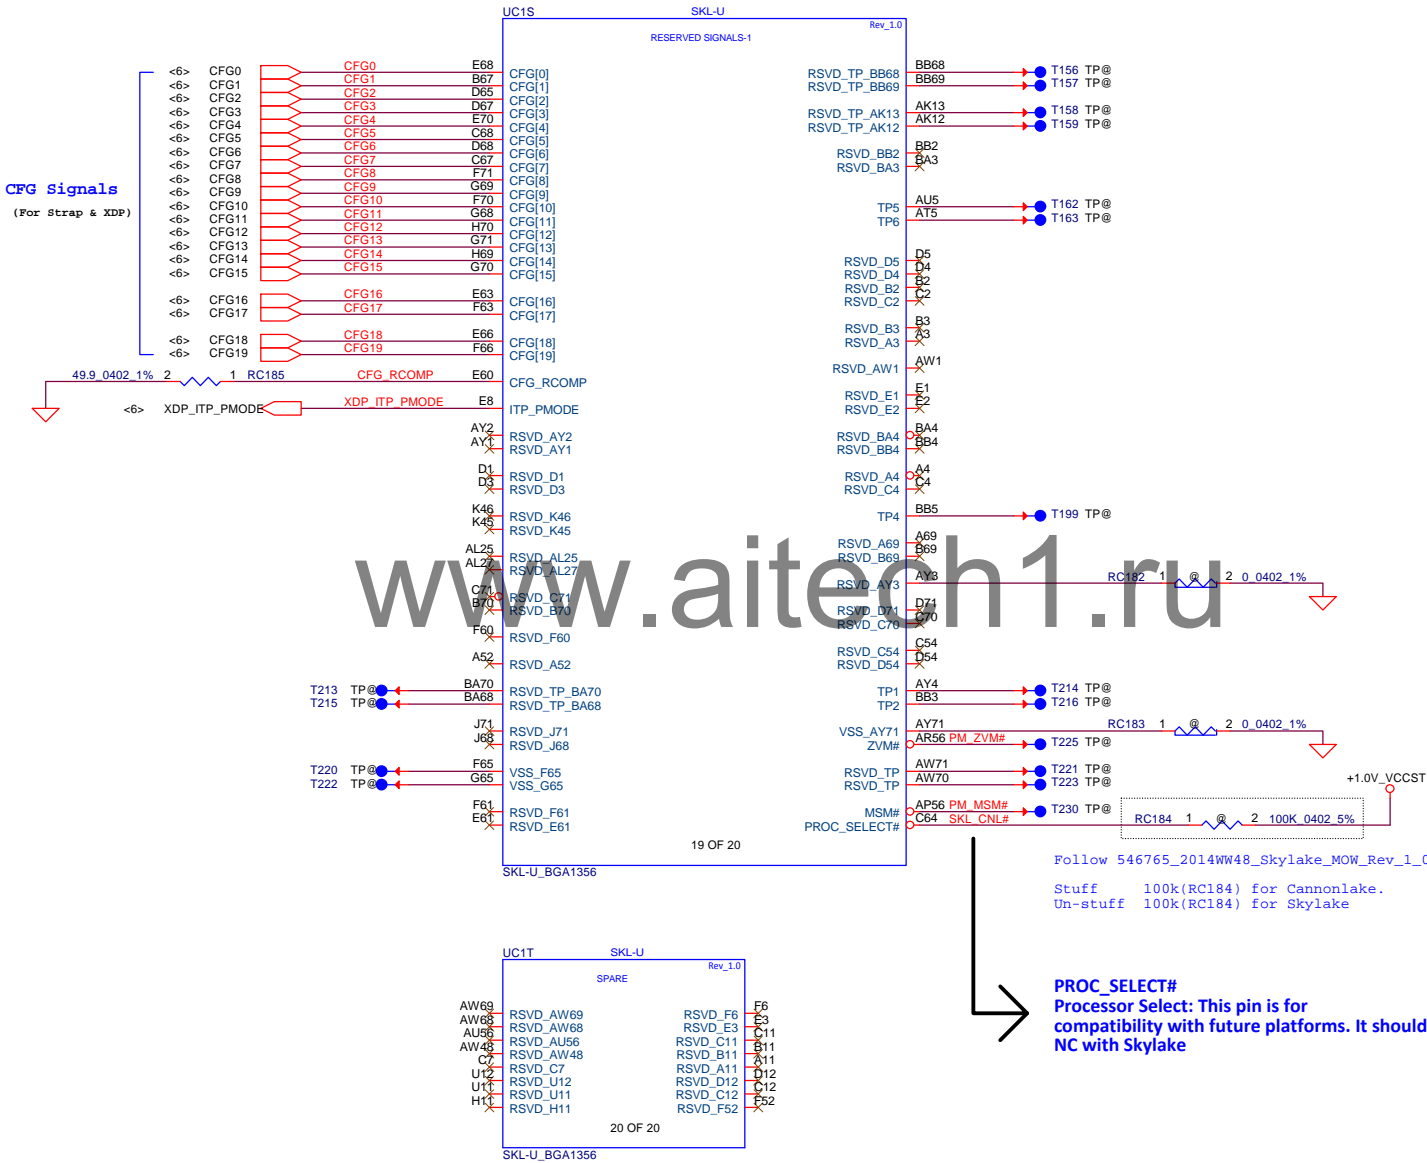 UC1S
SKL-U
Rev_1.0
RESERVED SIGNALS-1
CFG Signals
(For Strap & XDP)
<6> CFG0 CFG0 E68 CFG[0]
<6> CFG1 CFG1 B67 CFG[1]
<6> CFG2 CFG2 D65 CFG[2]
<6> CFG3 CFG3 D67 CFG[3]
<6> CFG4 CFG4 E70 CFG[4]
<6> CFG5 CFG5 C68 CFG[5]
<6> CFG6 CFG6 D68 CFG[6]
<6> CFG7 CFG7 C67 CFG[7]
<6> CFG8 CFG8 F71 CFG[8]
<6> CFG9 CFG9 G69 CFG[9]
<6> CFG10 CFG10 F70 CFG[10]
<6> CFG11 CFG11 G68 CFG[11]
<6> CFG12 CFG12 H70 CFG[12]
<6> CFG13 CFG13 G71 CFG[13]
<6> CFG14 CFG14 H69 CFG[14]
<6> CFG15 CFG15 G70 CFG[15]
<6> CFG16 CFG16 E63 CFG[16]
<6> CFG17 CFG17 F63 CFG[17]
<6> CFG18 CFG18 E66 CFG[18]
<6> CFG19 CFG19 F66 CFG[19]
49.9_0402_1% 2 1 RC185 CFG_RCOMP E60 CFG_RCOMP
<6> XDP_ITP_PMODE XDP_ITP_PMODE E8 ITP_PMODE
AY2 RSVD_AY2
AY1 RSVD_AY1
D1 RSVD_D1
D3 RSVD_D3
K46 RSVD_K46
K45 RSVD_K45
AL25 RSVD_AL25
AL27 RSVD_AL27
C71 RSVD_C71
B70 RSVD_B70
F60 RSVD_F60
A52 RSVD_A52
T213 TP@ BA70 RSVD_TP_BA70
T215 TP@ BA68 RSVD_TP_BA68
J71 RSVD_J71
J68 RSVD_J68
T220 TP@ F65 VSS_F65
T222 TP@ G65 VSS_G65
F61 RSVD_F61
E61 RSVD_E61
RSVD_TP_BB68 BB68 T156 TP@
RSVD_TP_BB69 BB69 T157 TP@
RSVD_TP_AK13 AK13 T158 TP@
RSVD_TP_AK12 AK12 T159 TP@
RSVD_BB2 BB2
RSVD_BA3 BA3
TP5 AU5 T162 TP@
TP6 AT5 T163 TP@
RSVD_D5 D5
RSVD_D4 D4
RSVD_B2 B2
RSVD_C2 C2
RSVD_B3 B3
RSVD_A3 A3
RSVD_AW1 AW1
RSVD_E1 E1
RSVD_E2 E2
RSVD_BA4 BA4
RSVD_BB4 BB4
RSVD_A4 A4
RSVD_C4 C4
TP4 BB5 T199 TP@
RSVD_A69 A69
RSVD_B69 B69
RSVD_AY3 AY3 RC182 1 @ 2 0_0402_1%
RSVD_D71 D71
RSVD_C70 C70
RSVD_C54 C54
RSVD_D54 D54
TP1 AY4 T214 TP@
TP2 BB3 T216 TP@
VSS_AY71 AY71 RC183 1 @ 2 0_0402_1%
ZVM# AR56 PM_ZVM# T225 TP@
RSVD_TP AW71 T221 TP@
RSVD_TP AW70 T223 TP@
+1.0V_VCCST
MSM# AP56 PM_MSM# T230 TP@
PROC_SELECT# C64 SKL_CNL# RC184 1 @ 2 100K_0402_5%
19 OF 20
SKL-U_BGA1356
www.aitech1.ru
Follow 546765_2014WW48_Skylake_MOW_Rev_1_0
Stuff 100k(RC184) for Cannonlake.
Un-stuff 100k(RC184) for Skylake
PROC_SELECT#
Processor Select: This pin is for
compatibility with future platforms. It should
NC with Skylake
UC1T
SKL-U
Rev_1.0
SPARE
AW69 RSVD_AW69 RSVD_F6 F6
AW68 RSVD_AW68 RSVD_E3 E3
AU56 RSVD_AU56 RSVD_C11 C11
AW48 RSVD_AW48 RSVD_B11 B11
C7 RSVD_C7 RSVD_A11 A11
U12 RSVD_U12 RSVD_D12 D12
U11 RSVD_U11 RSVD_C12 C12
H11 RSVD_H11 RSVD_F52 F52
20 OF 20
SKL-U_BGA1356